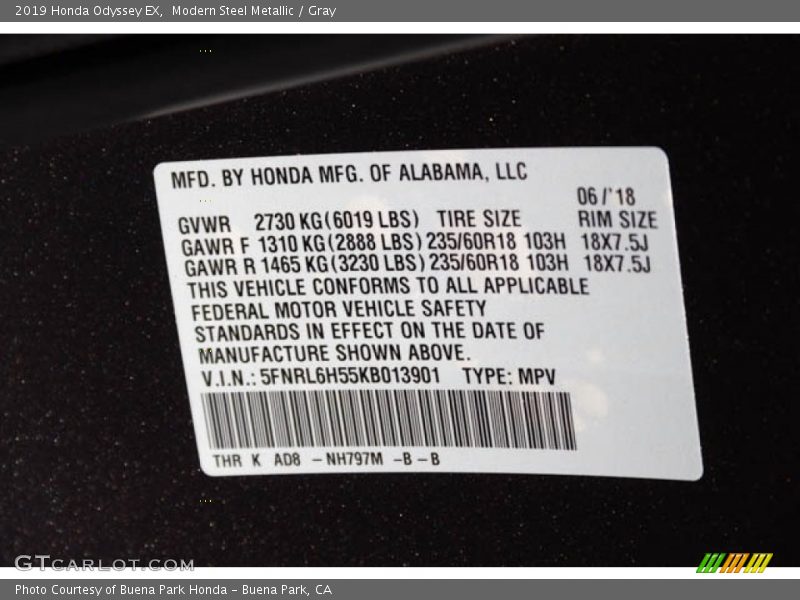 2019 Honda Odyssey EX, Modern Steel Metallic / Gray
MFD. BY HONDA MFG. OF ALABAMA, LLC
06/'18
GVWR 2730 KG(6019 LBS) TIRE SIZE RIM SIZE
GAWR F 1310 KG(2888 LBS) 235/60R18 103H 18X7.5J
GAWR R 1465 KG(3230 LBS) 235/60R18 103H 18X7.5J
THIS VEHICLE CONFORMS TO ALL APPLICABLE
FEDERAL MOTOR VEHICLE SAFETY
STANDARDS IN EFFECT ON THE DATE OF
MANUFACTURE SHOWN ABOVE.
V.I.N.: 5FNRL6H55KB013901 TYPE: MPV
THR K AD8 -NH797M -B-B
GTCARLOT.COM
Photo Courtesy of Buena Park Honda - Buena Park, CA